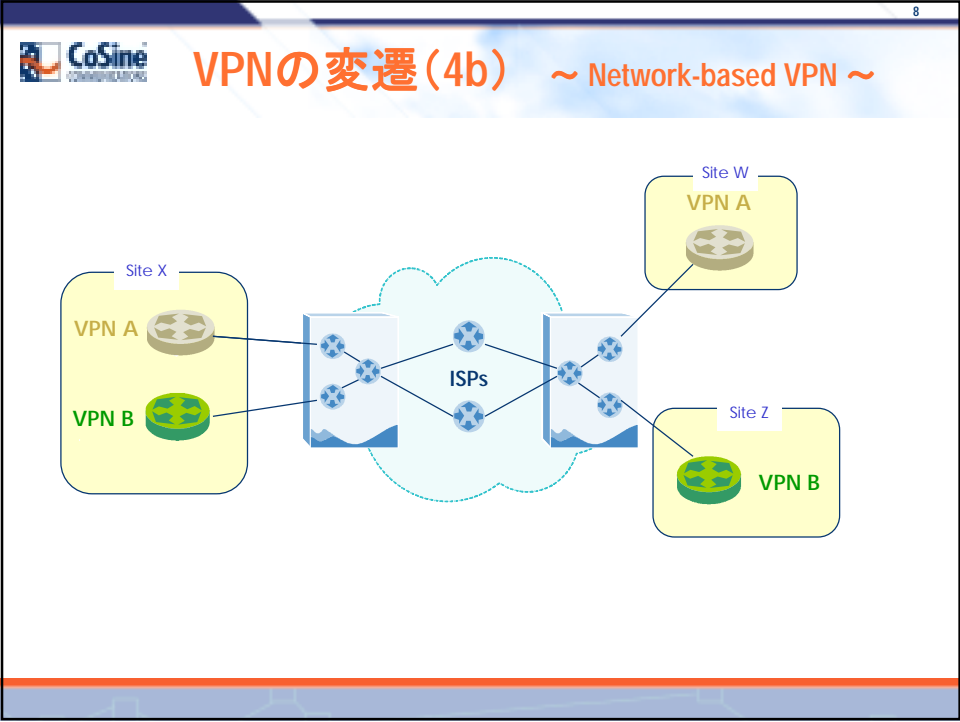 8
CoSine
COMMUNICATIONS
VPNの変遷(4b) ～ Network-based VPN ～
Site W
VPN A
Site X
VPN A
VPN B
ISPs
Site Z
VPN B